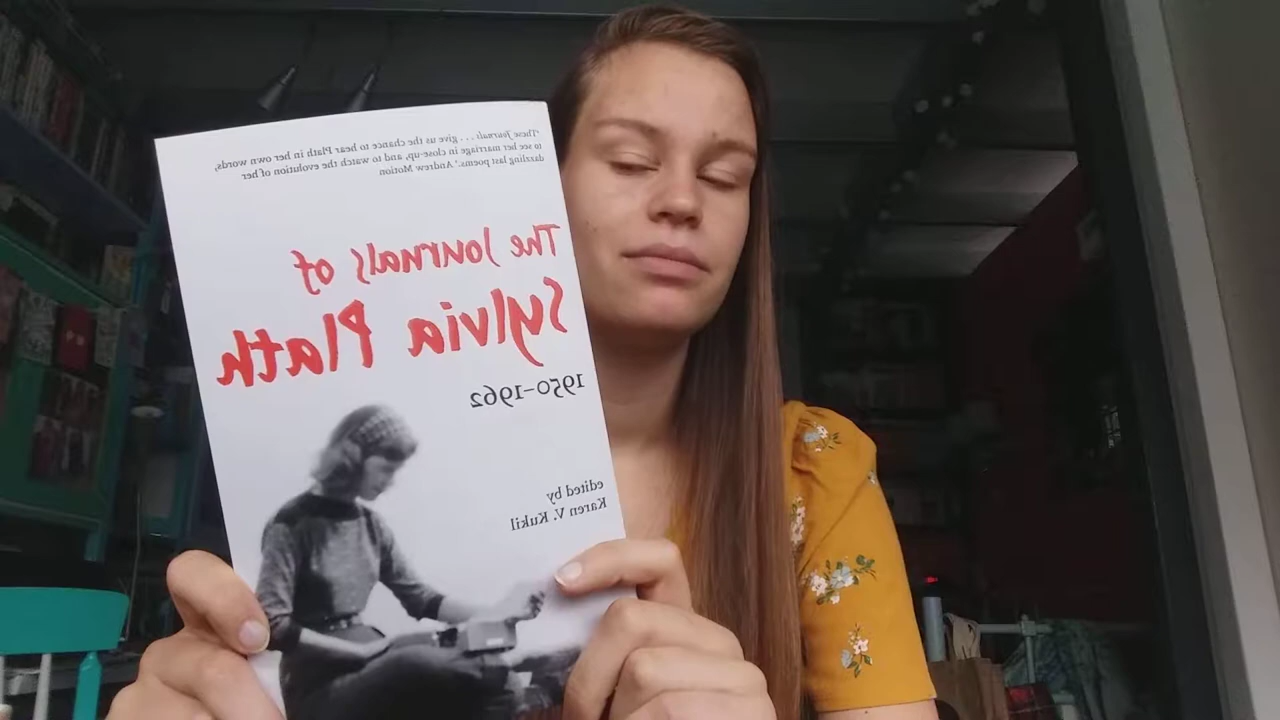 'These Journals . . . . give us the chance to hear Plath in her own words,
to see her marriage in close-up, and to watch the evolution of her
dazzling last poems.' Andrew Motion
The Journals of
Sylvia Plath
1950–1962
edited by
Karen V. Kukil